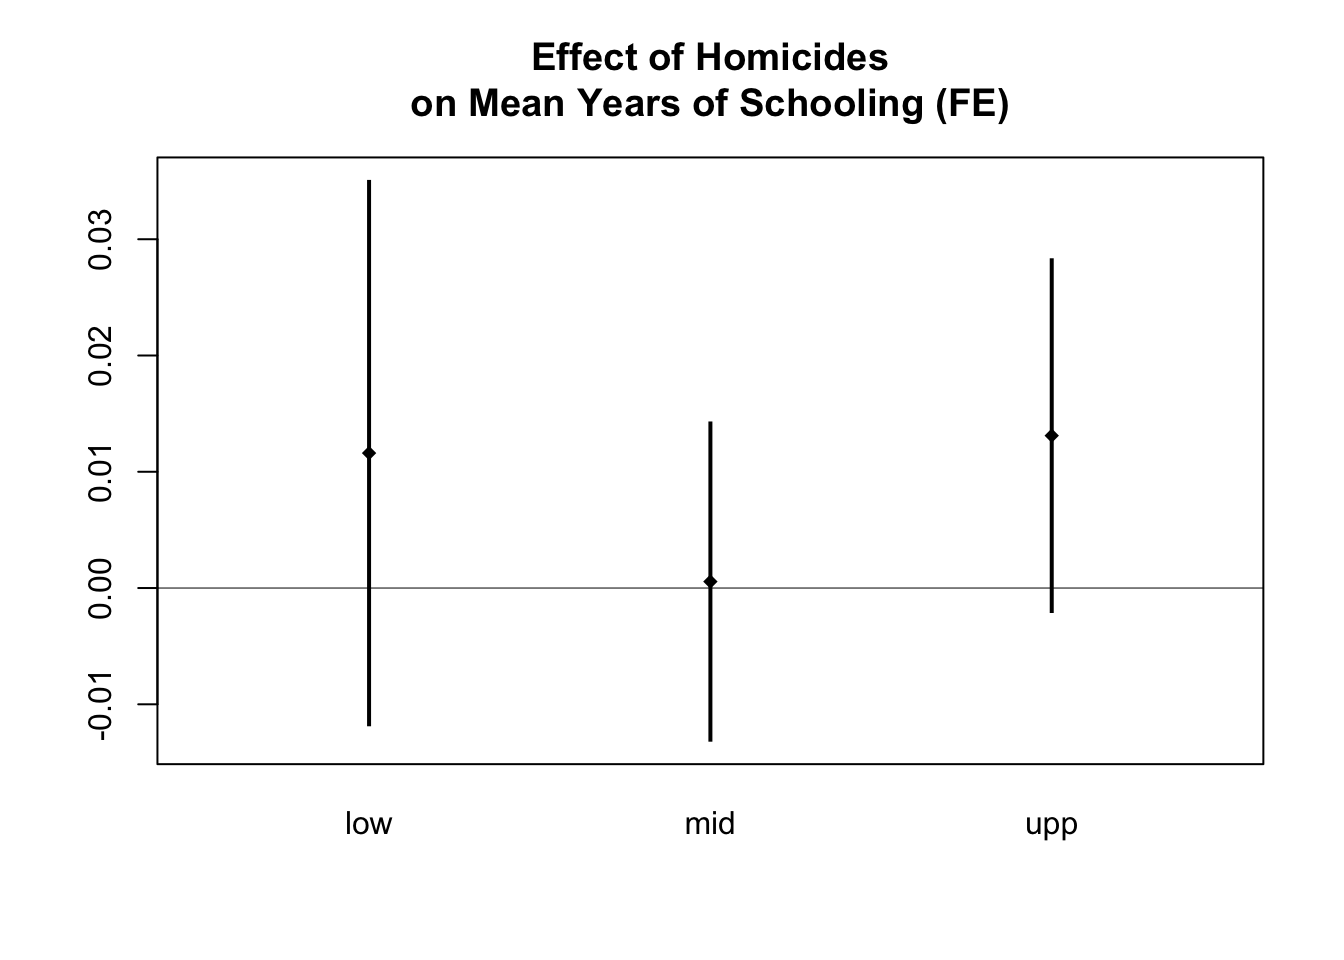 Effect of Homicides
on Mean Years of Schooling (FE)
0.03
0.02
0.01
0.00
-0.01
low mid upp